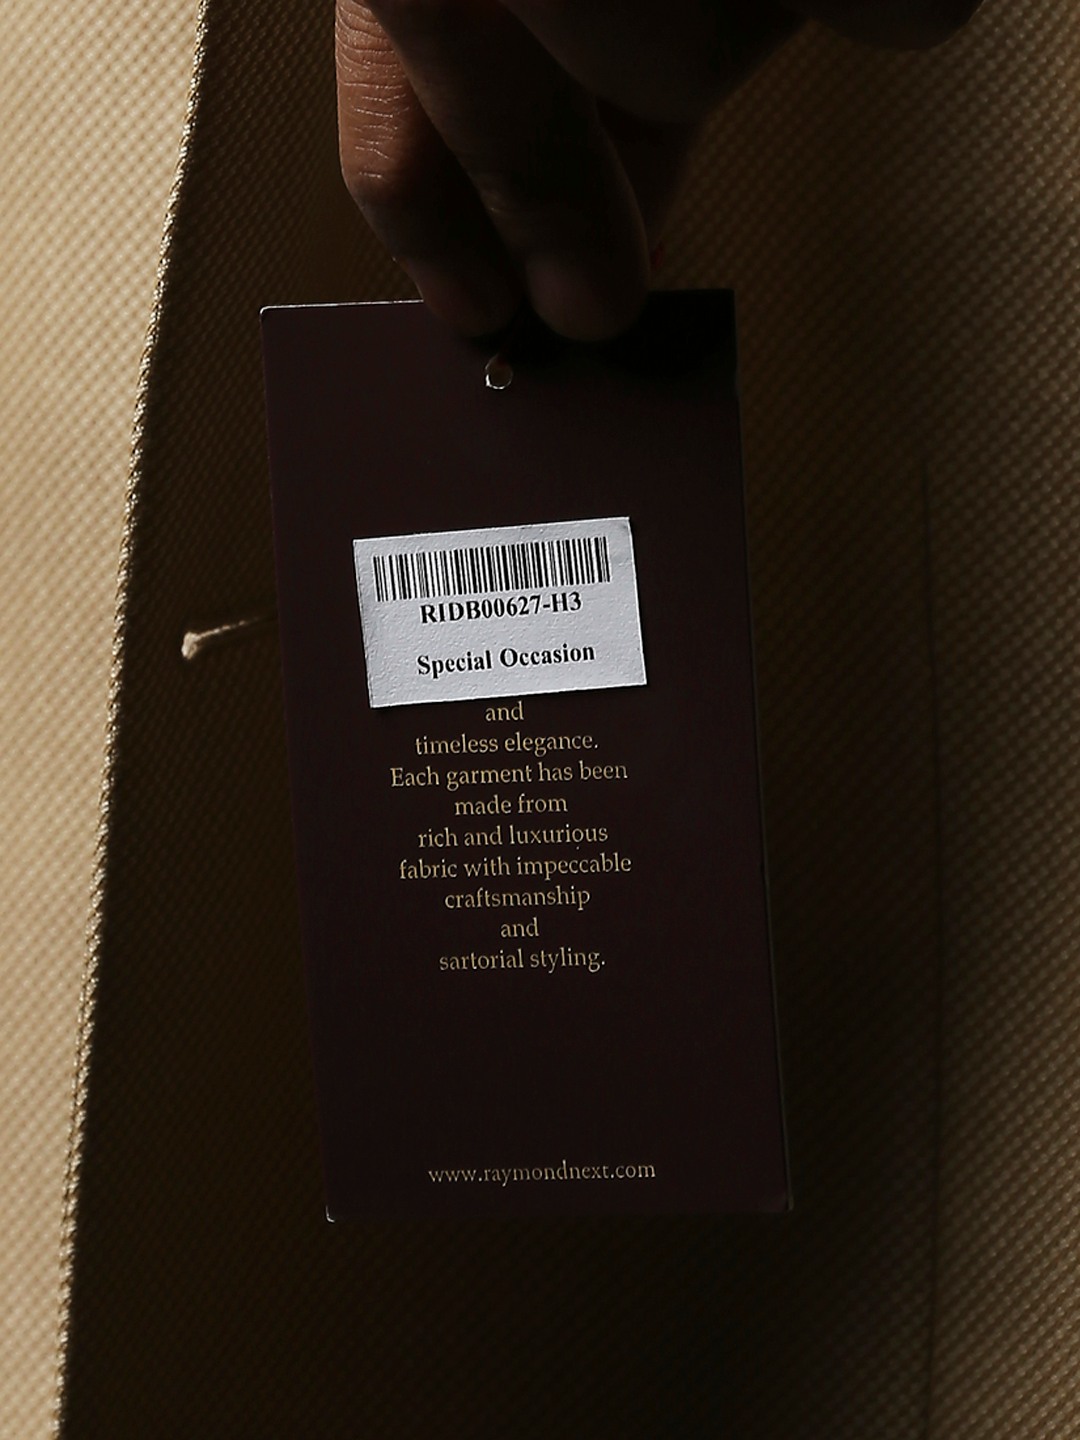 RIDB00627-H3
Special Occasion
and
timeless elegance.
Each garment has been
made from
rich and luxurious
fabric with impeccable
craftsmanship
and
sartorial styling.
www.raymondnext.com